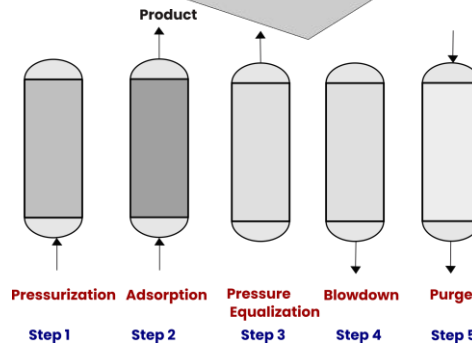 Product
Pressurization Adsorption Pressure Equalization Blowdown Purge
Step 1 Step 2 Step 3 Step 4 Step 5